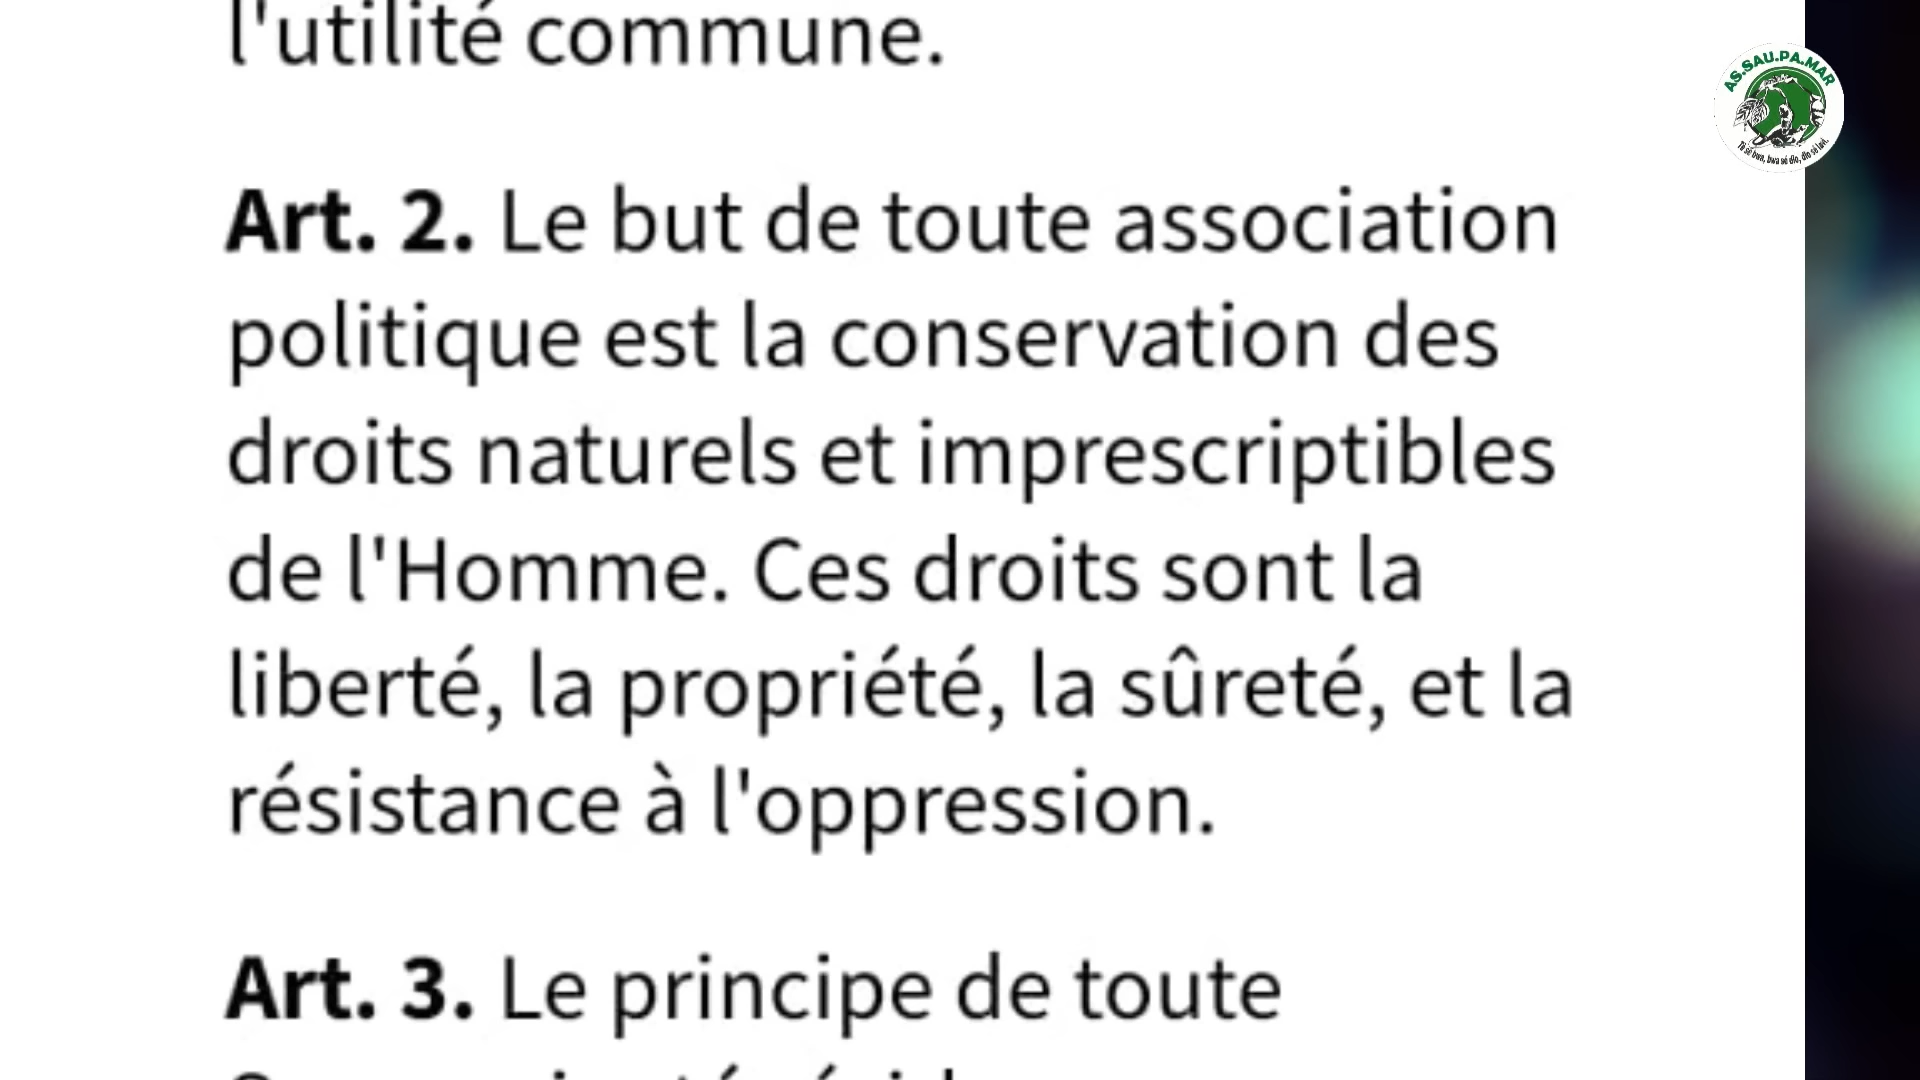 l'utilité commune.
AS.SAU.PA.MAR
Art. 2. Le but de toute association
politique est la conservation des
droits naturels et imprescriptibles
de l'Homme. Ces droits sont la
liberté, la propriété, la sûreté, et la
résistance à l'oppression.
Art. 3. Le principe de toute